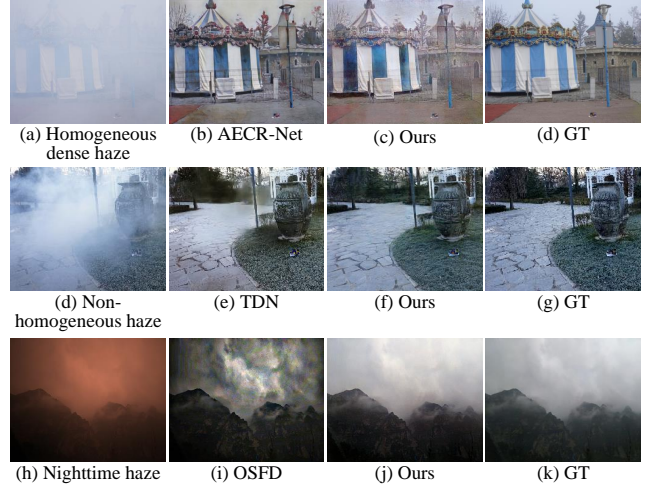 (a) Homogeneous dense haze
(b) AECR-Net
(c) Ours
(d) GT
(d) Non-homogeneous haze
(e) TDN
(f) Ours
(g) GT
(h) Nighttime haze
(i) OSFD
(j) Ours
(k) GT